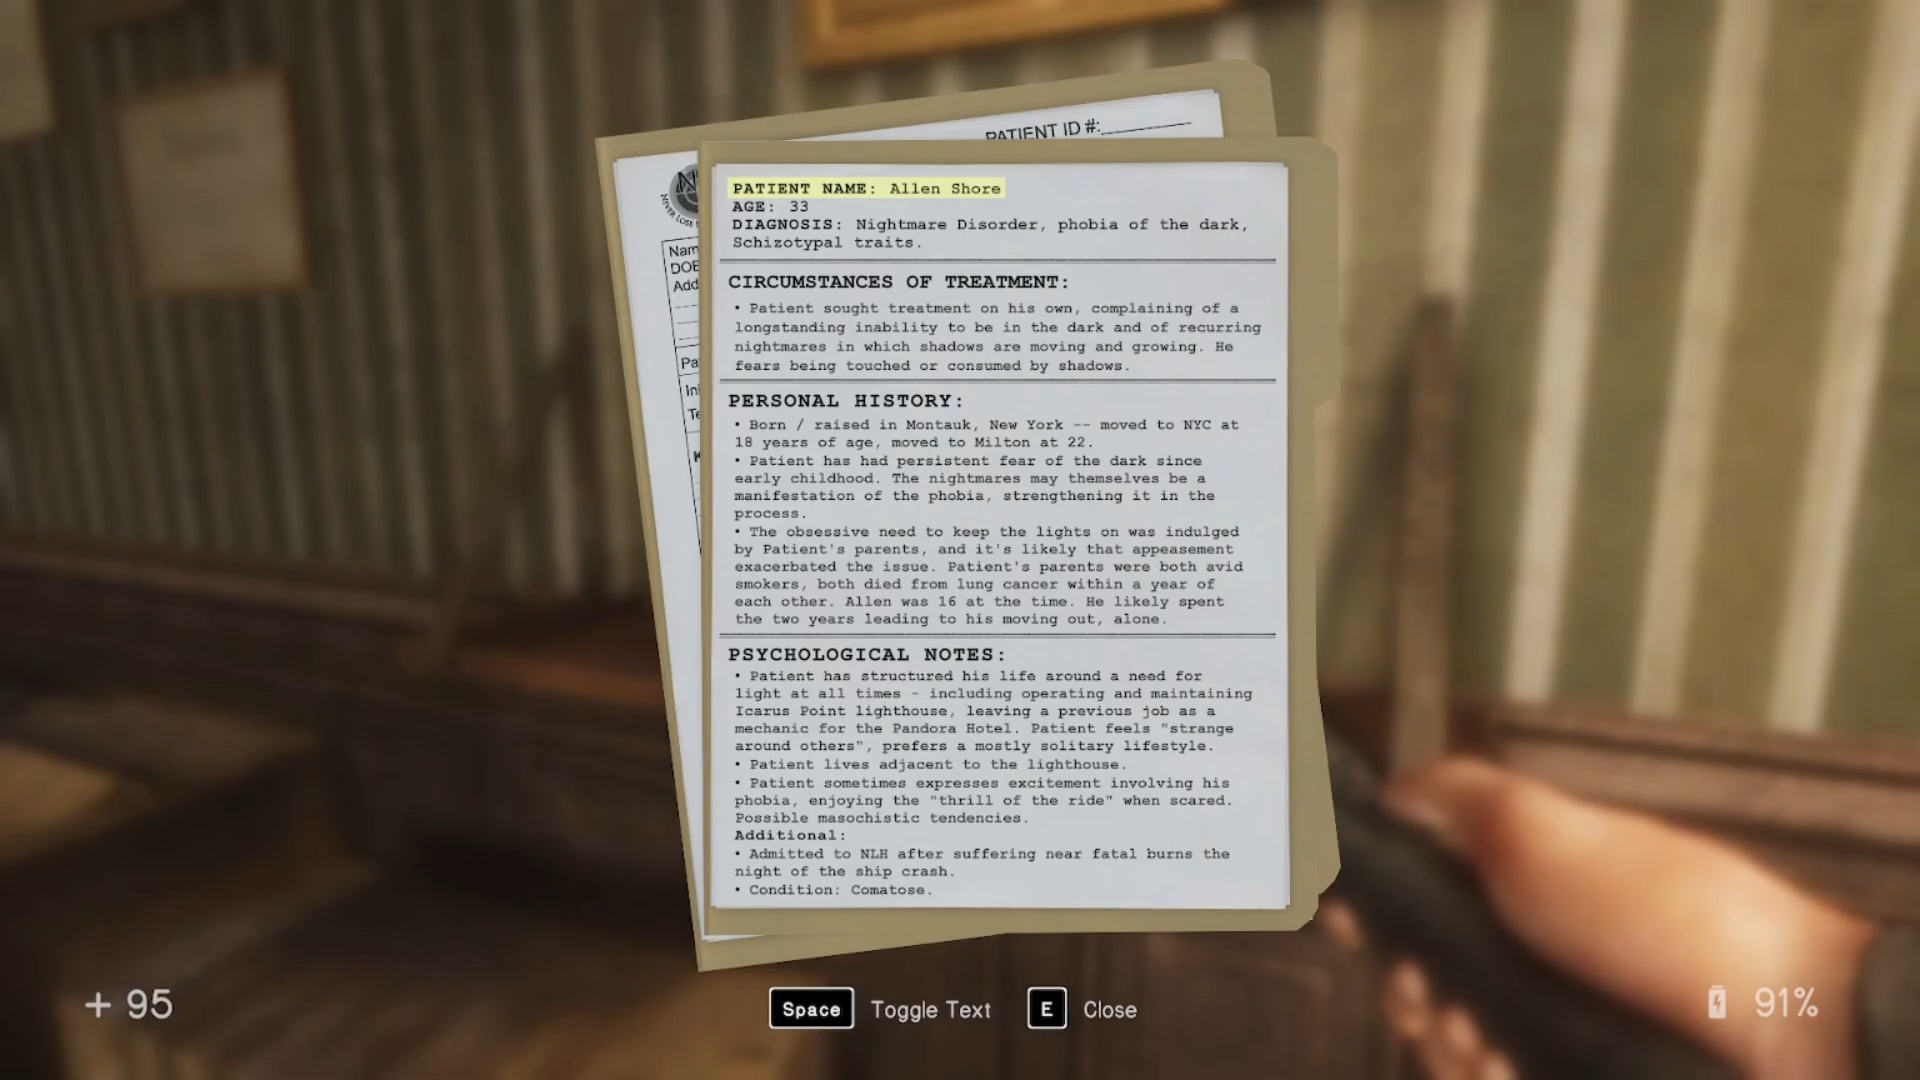 PATIENT ID #:
PATIENT NAME: Allen Shore
AGE: 33
DIAGNOSIS: Nightmare Disorder, phobia of the dark,
Schizotypal traits.
CIRCUMSTANCES OF TREATMENT:
• Patient sought treatment on his own, complaining of a
longstanding inability to be in the dark and of recurring
nightmares in which shadows are moving and growing. He
fears being touched or consumed by shadows.
PERSONAL HISTORY:
• Born / raised in Montauk, New York -- moved to NYC at
18 years of age, moved to Milton at 22.
• Patient has had persistent fear of the dark since
early childhood. The nightmares may themselves be a
manifestation of the phobia, strengthening it in the
process.
• The obsessive need to keep the lights on was indulged
by Patient's parents, and it's likely that appeasement
exacerbated the issue. Patient's parents were both avid
smokers, both died from lung cancer within a year of
each other. Allen was 16 at the time. He likely spent
the two years leading to his moving out, alone.
PSYCHOLOGICAL NOTES:
• Patient has structured his life around a need for
light at all times - including operating and maintaining
Icarus Point lighthouse, leaving a previous job as a
mechanic for the Pandora Hotel. Patient feels "strange
around others", prefers a mostly solitary lifestyle.
• Patient lives adjacent to the lighthouse.
• Patient sometimes expresses excitement involving his
phobia, enjoying the "thrill of the ride" when scared.
Possible masochistic tendencies.
Additional:
• Admitted to NLH after suffering near fatal burns the
night of the ship crash.
• Condition: Comatose.
NEVER LOSE
Nam
DOB
Add
Pa
Ini
Te
+ 95
Space Toggle Text E Close
91%